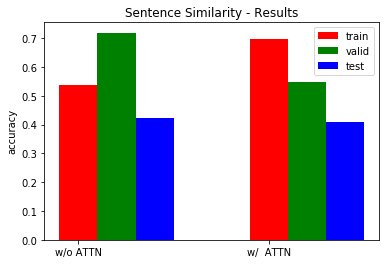 Sentence Similarity - Results
train
valid
test
accuracy
0.7
0.6
0.5
0.4
0.3
0.2
0.1
0.0
w/o ATTN
w/  ATTN